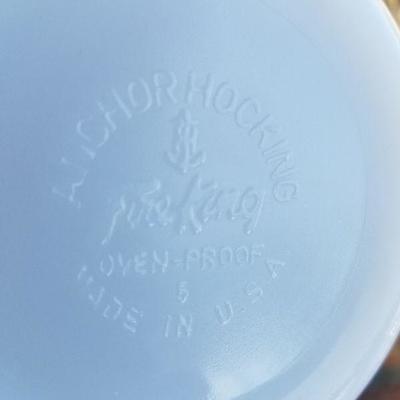 ANCHOR HOCKING
Fire King
OVEN-PROOF
5
MADE IN U.S.A